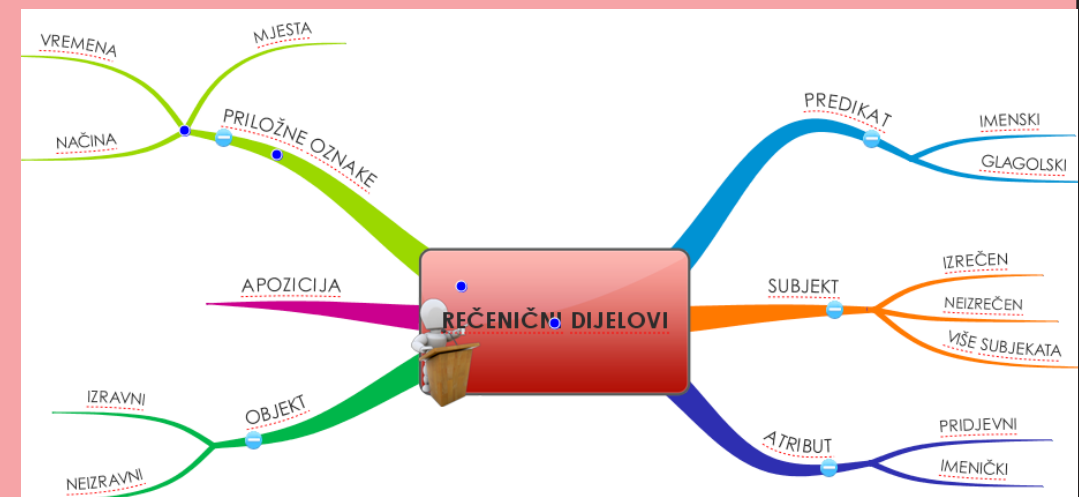 REČENIČNI DIJELOVI
PREDIKAT
IMENSKI
GLAGOLSKI
SUBJEKT
IZREČEN
NEIZREČEN
VIŠE SUBJEKATA
ATRIBUT
PRIDJEVNI
IMENIČKI
OBJEKT
IZRAVNI
NEIZRAVNI
APOZICIJA
PRILOŽNE OZNAKE
MJESTA
VREMENA
NAČINA